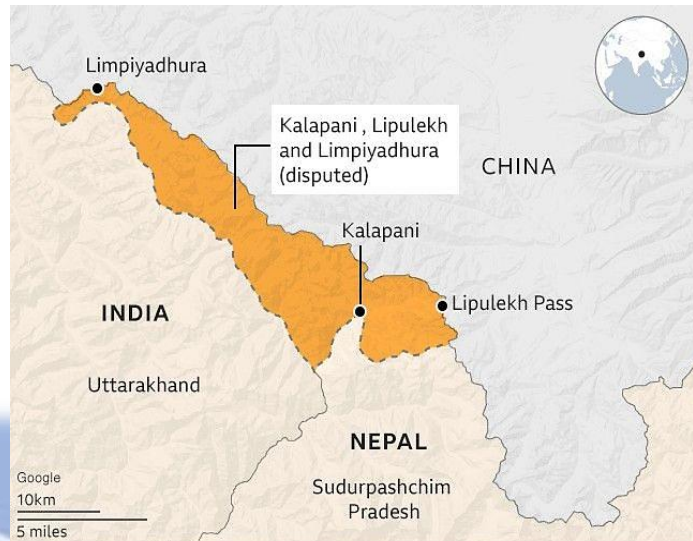 Limpiyadhura
Kalapani , Lipulekh
and Limpiyadhura
(disputed)
CHINA
Kalapani
Lipulekh Pass
INDIA
Uttarakhand
NEPAL
Sudurpashchim
Pradesh
Google
10km
5 miles